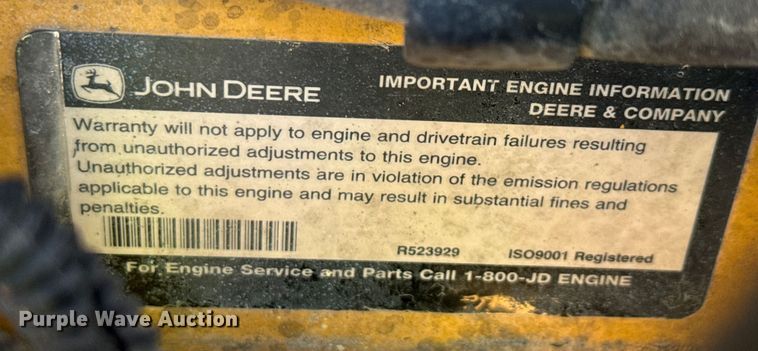 JOHN DEERE
IMPORTANT ENGINE INFORMATION
DEERE & COMPANY
Warranty will not apply to engine and drivetrain failures resulting
from unauthorized adjustments to this engine.
Unauthorized adjustments are in violation of the emission regulations
applicable to this engine and may result in substantial fines and
penalties.
R523929 ISO9001 Registered
For Engine Service and Parts Call 1-800-JD ENGINE
Purple Wave Auction